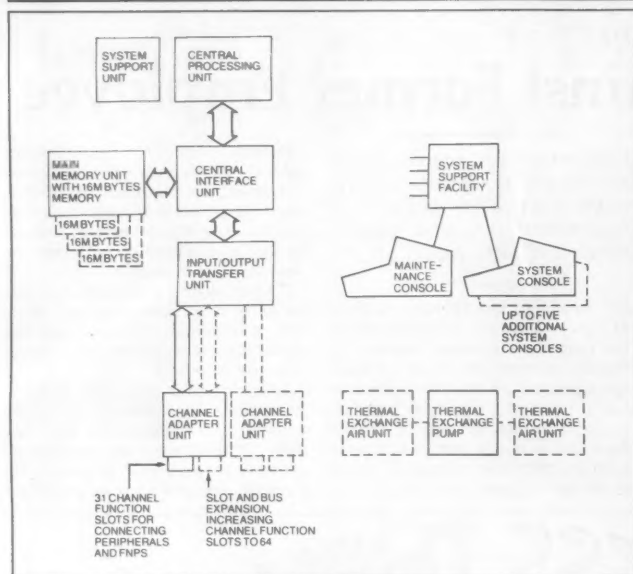 SYSTEM
SUPPORT
UNIT
CENTRAL
PROCESSING
UNIT
MAIN
MEMORY UNIT
WITH 16M BYTES
MEMORY
16M BYTES
16M BYTES
16M BYTES
CENTRAL
INTERFACE
UNIT
INPUT/OUTPUT
TRANSFER
UNIT
CHANNEL
ADAPTER
UNIT
CHANNEL
ADAPTER
UNIT
31 CHANNEL
FUNCTION
SLOTS FOR
CONNECTING
PERIPHERALS
AND FNPS
SLOT AND BUS
EXPANSION,
INCREASING
CHANNEL FUNCTION
SLOTS TO 64
SYSTEM
SUPPORT
FACILITY
MAINTE-
NANCE
CONSOLE
SYSTEM
CONSOLE
UP TO FIVE
ADDITIONAL
SYSTEM
CONSOLES
THERMAL
EXCHANGE
AIR UNIT
THERMAL
EXCHANGE
PUMP
THERMAL
EXCHANGE
AIR UNIT